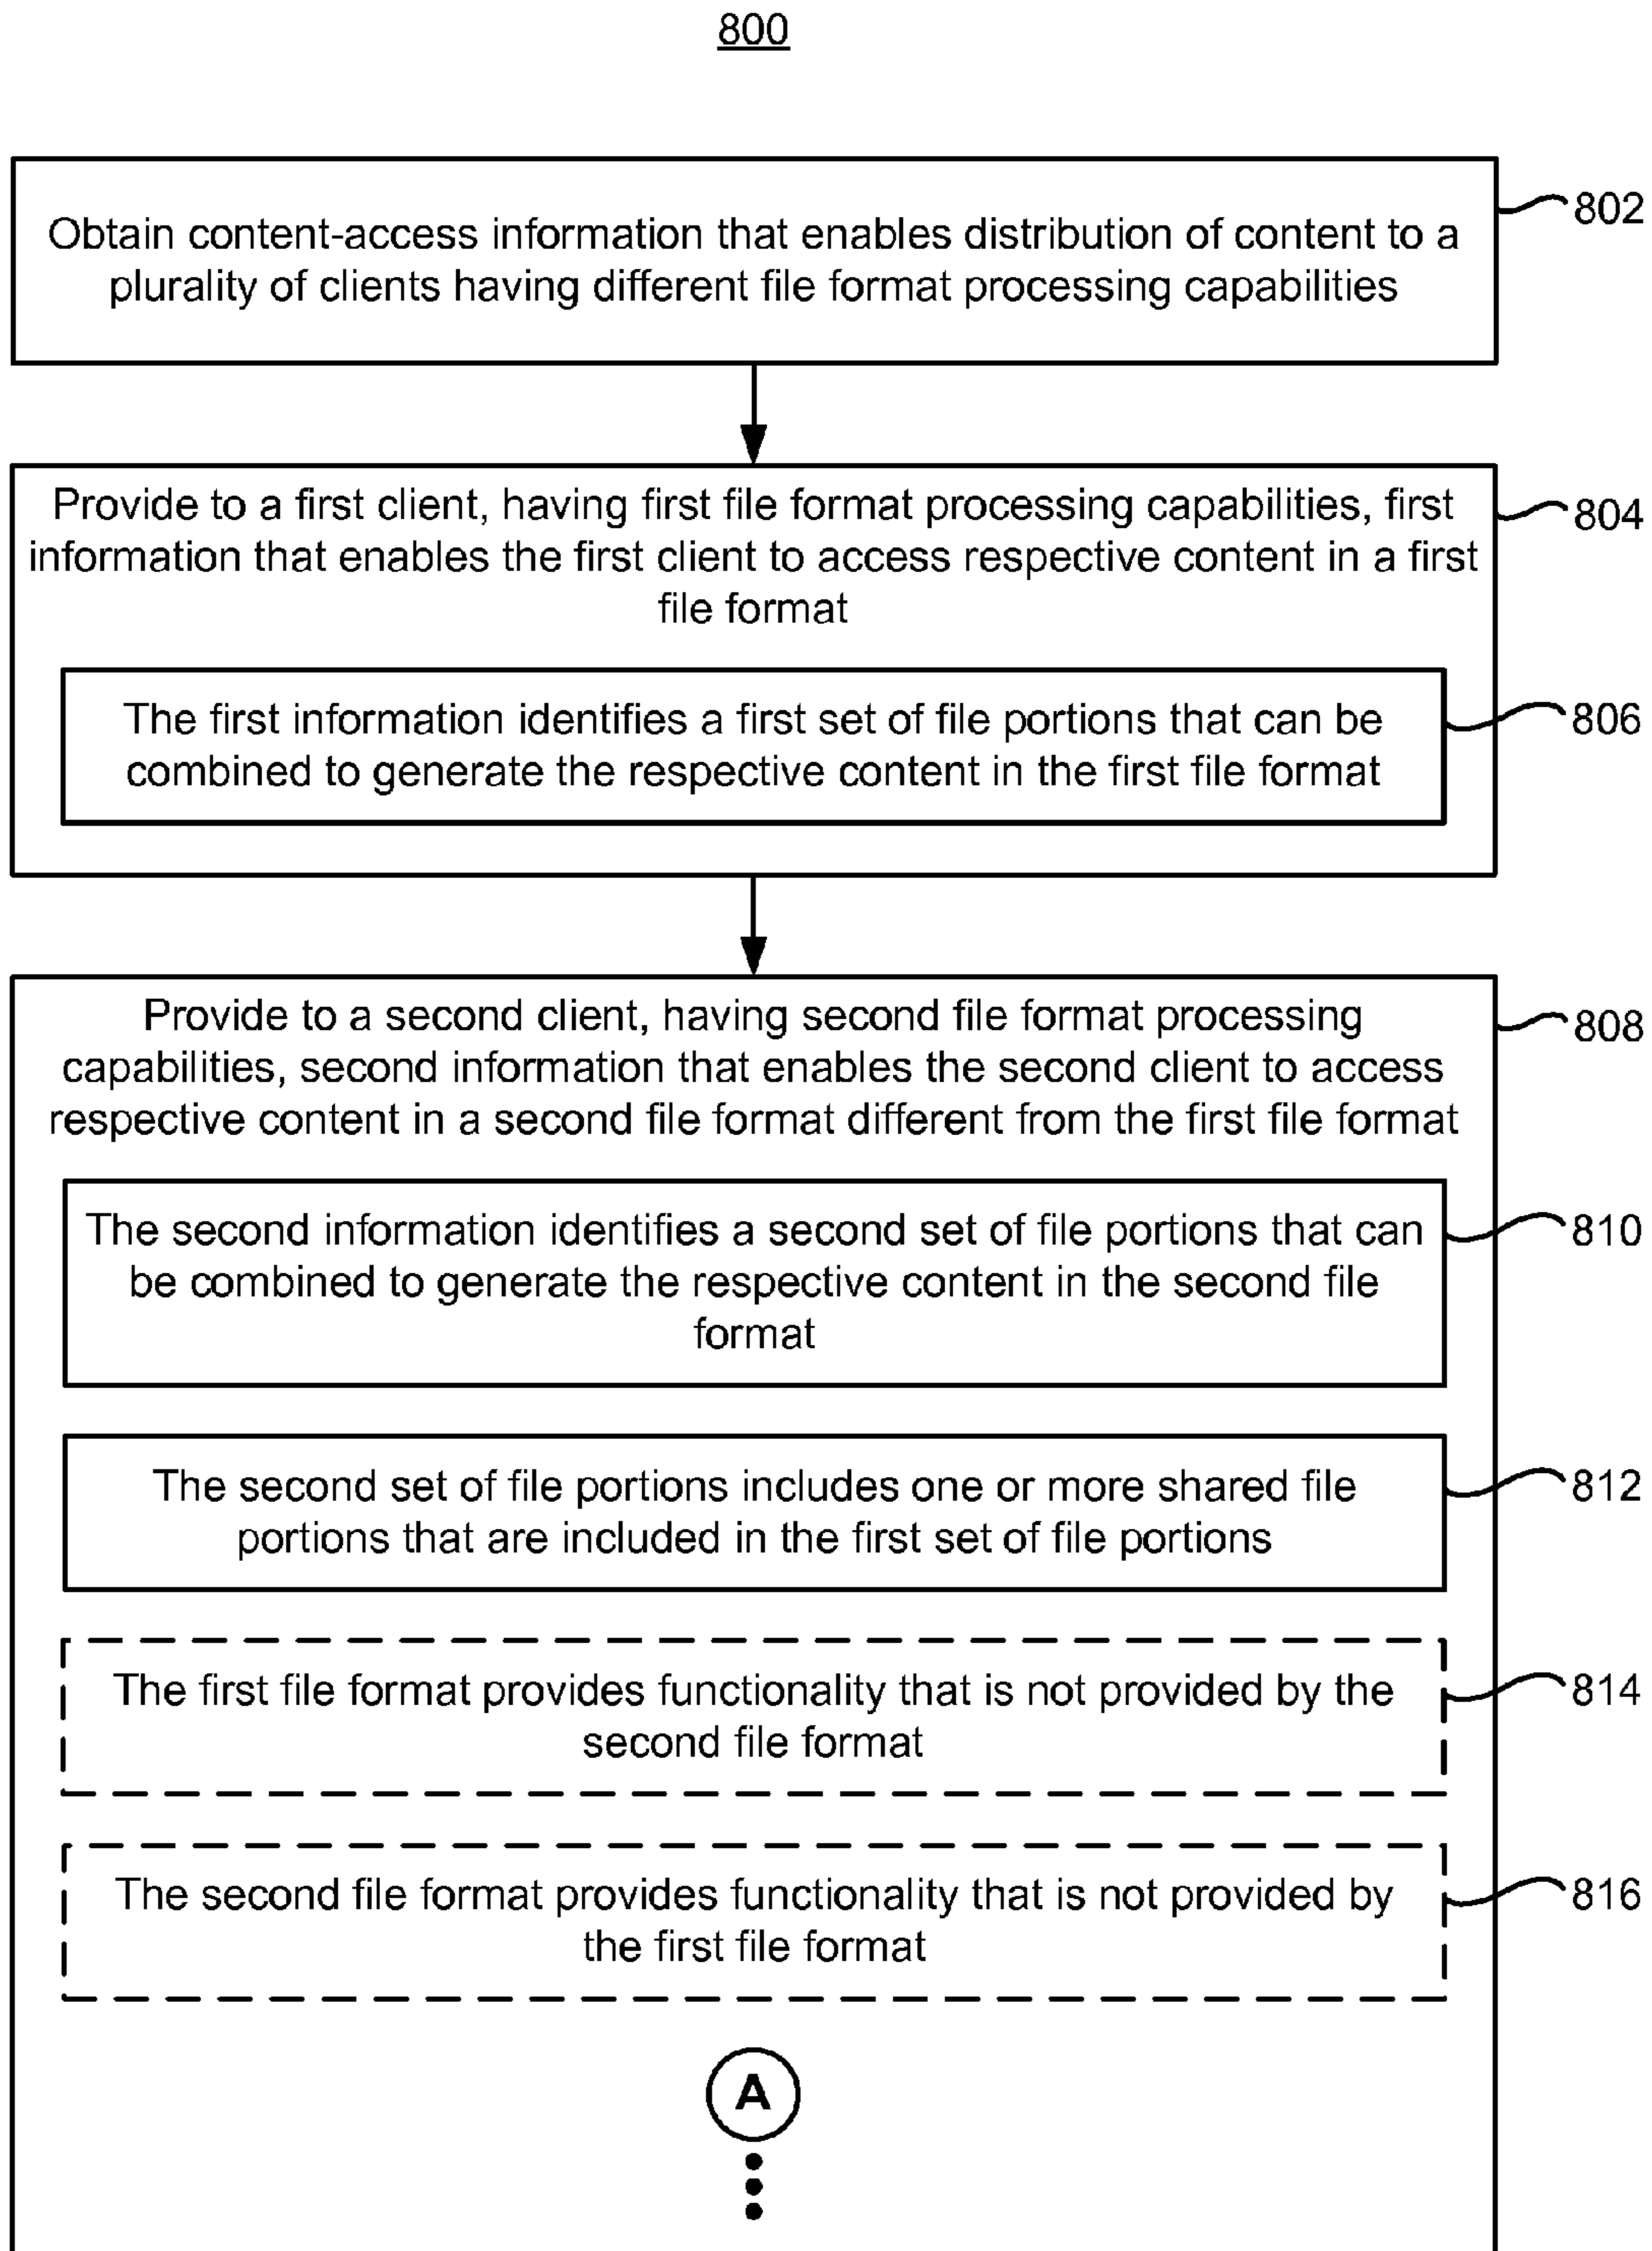 800
Obtain content-access information that enables distribution of content to a
plurality of clients having different file format processing capabilities
802
Provide to a first client, having first file format processing capabilities, first
information that enables the first client to access respective content in a first
file format
804
The first information identifies a first set of file portions that can be
combined to generate the respective content in the first file format
806
Provide to a second client, having second file format processing
capabilities, second information that enables the second client to access
respective content in a second file format different from the first file format
808
The second information identifies a second set of file portions that can
be combined to generate the respective content in the second file
format
810
The second set of file portions includes one or more shared file
portions that are included in the first set of file portions
812
The first file format provides functionality that is not provided by the
second file format
814
The second file format provides functionality that is not provided by
the first file format
816
A